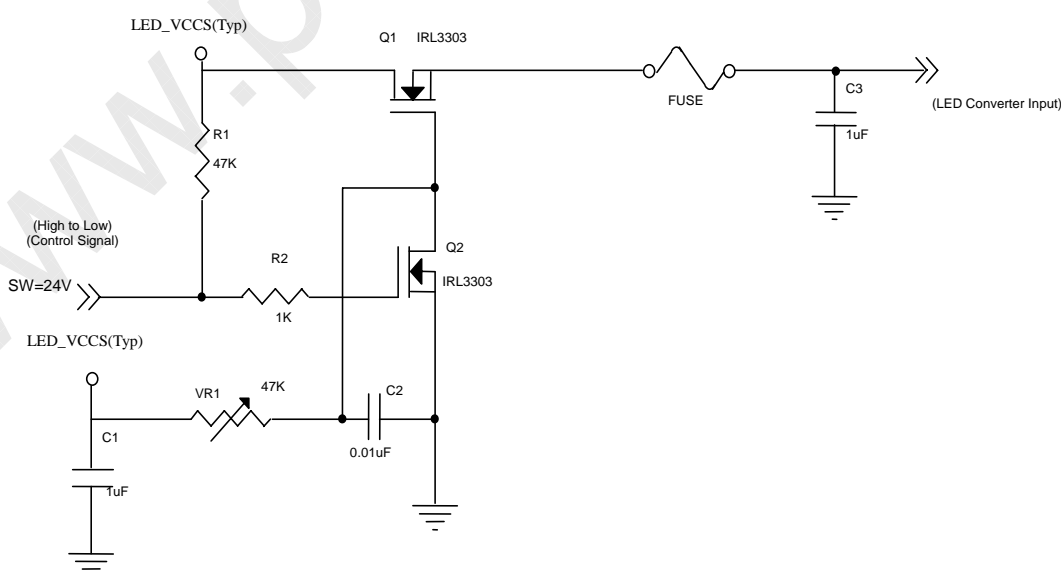 LED_VCCS(Typ)
Q1 IRL3303
R1
47K
FUSE
C3
1uF
(LED Converter Input)
(High to Low)
(Control Signal)
SW=24V
R2
1K
Q2
IRL3303
LED_VCCS(Typ)
VR1
47K
C2
0.01uF
C1
1uF